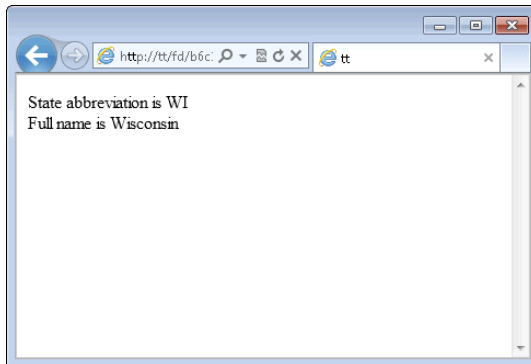 http://tt/fd/b6c
tt
State abbreviation is WI
Full name is Wisconsin